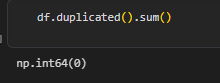 df.duplicated().sum()
np.int64(0)